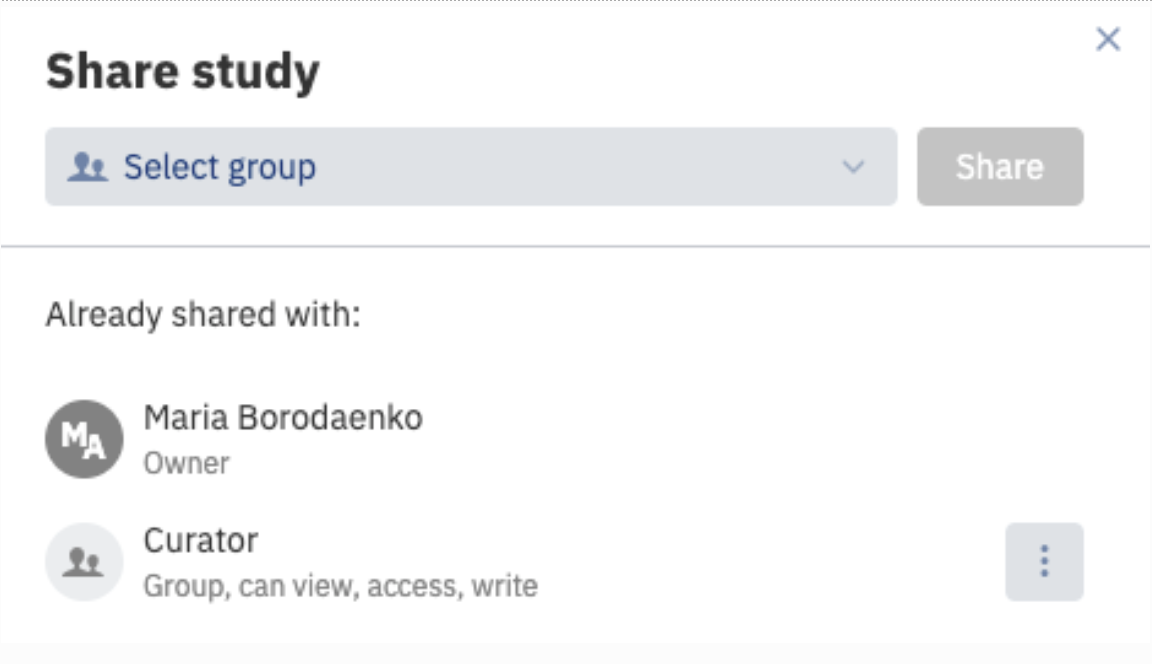 Share study
Select group
Share
Already shared with:
MA
Maria Borodaenko
Owner
Curator
Group, can view, access, write